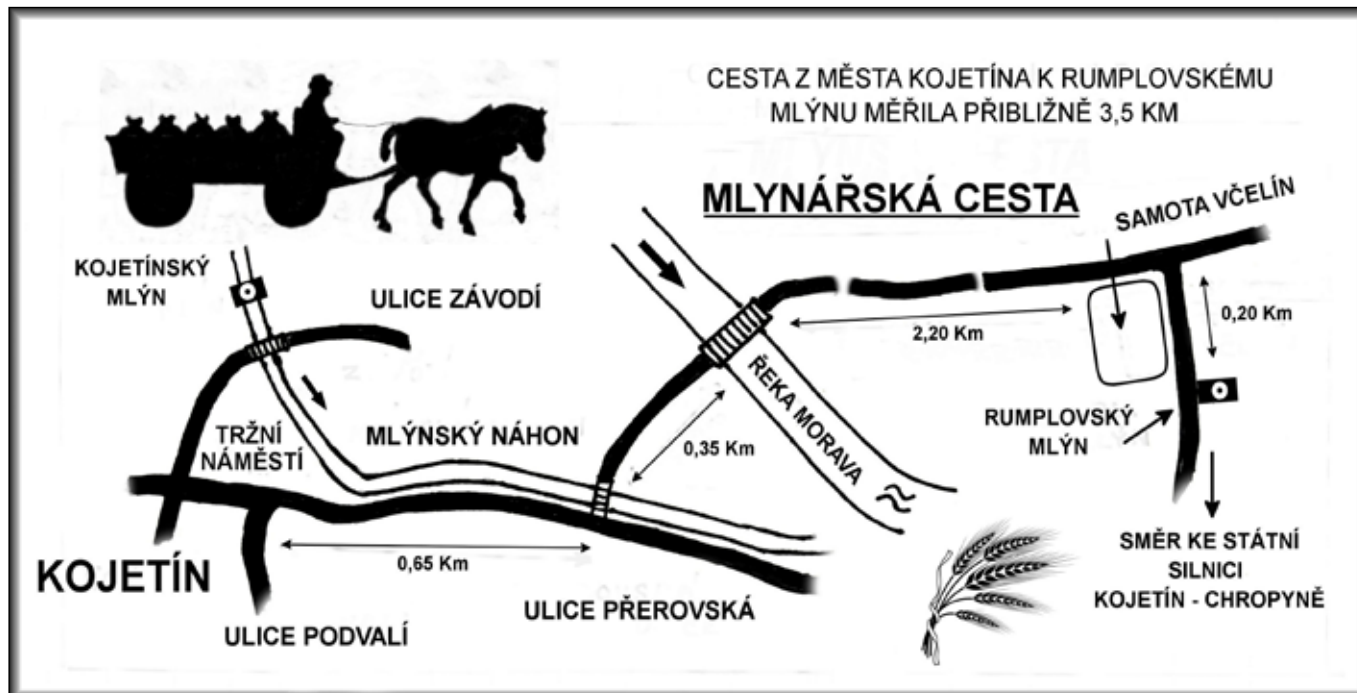 CESTA Z MĚSTA KOJETÍNA K RUMPLOVSKÉMU
MLÝNU MĚŘILA PŘIBLIŽNĚ 3,5 KM
MLYNÁŘSKÁ CESTA
SAMOTA VČELÍN
KOJETÍNSKÝ
MLÝN
ULICE ZÁVODÍ
0,20 Km
2,20 Km
ŘEKA MORAVA
RUMPLOVSKÝ
MLÝN
TRŽNÍ
NÁMĚSTÍ
MLÝNSKÝ NÁHON
0,35 Km
KOJETÍN
0,65 Km
ULICE PŘEROVSKÁ
ULICE PODVALÍ
SMĚR KE STÁTNÍ
SILNICI
KOJETÍN - CHROPYNĚ